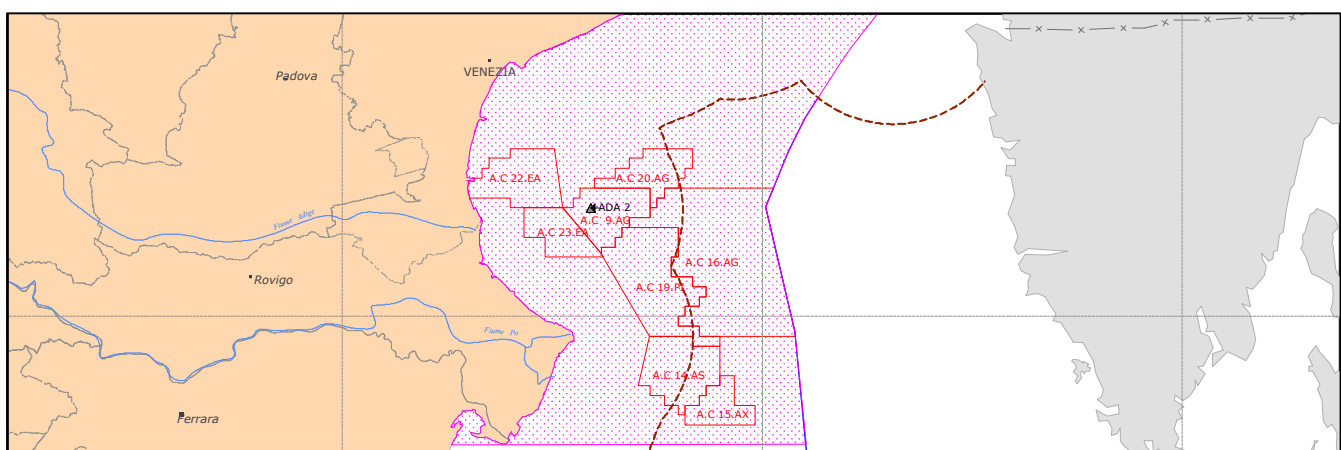 VENEZIA
Padova
A.C 22.EA
A.C 20.AG
ADA 2
Fiume Adige
A.C 9.AG
A.C 23.EA
A.C 16.AG
Rovigo
A.C 19.P
Fiume Po
A.C 14.AS
A.C 15.AX
Ferrara